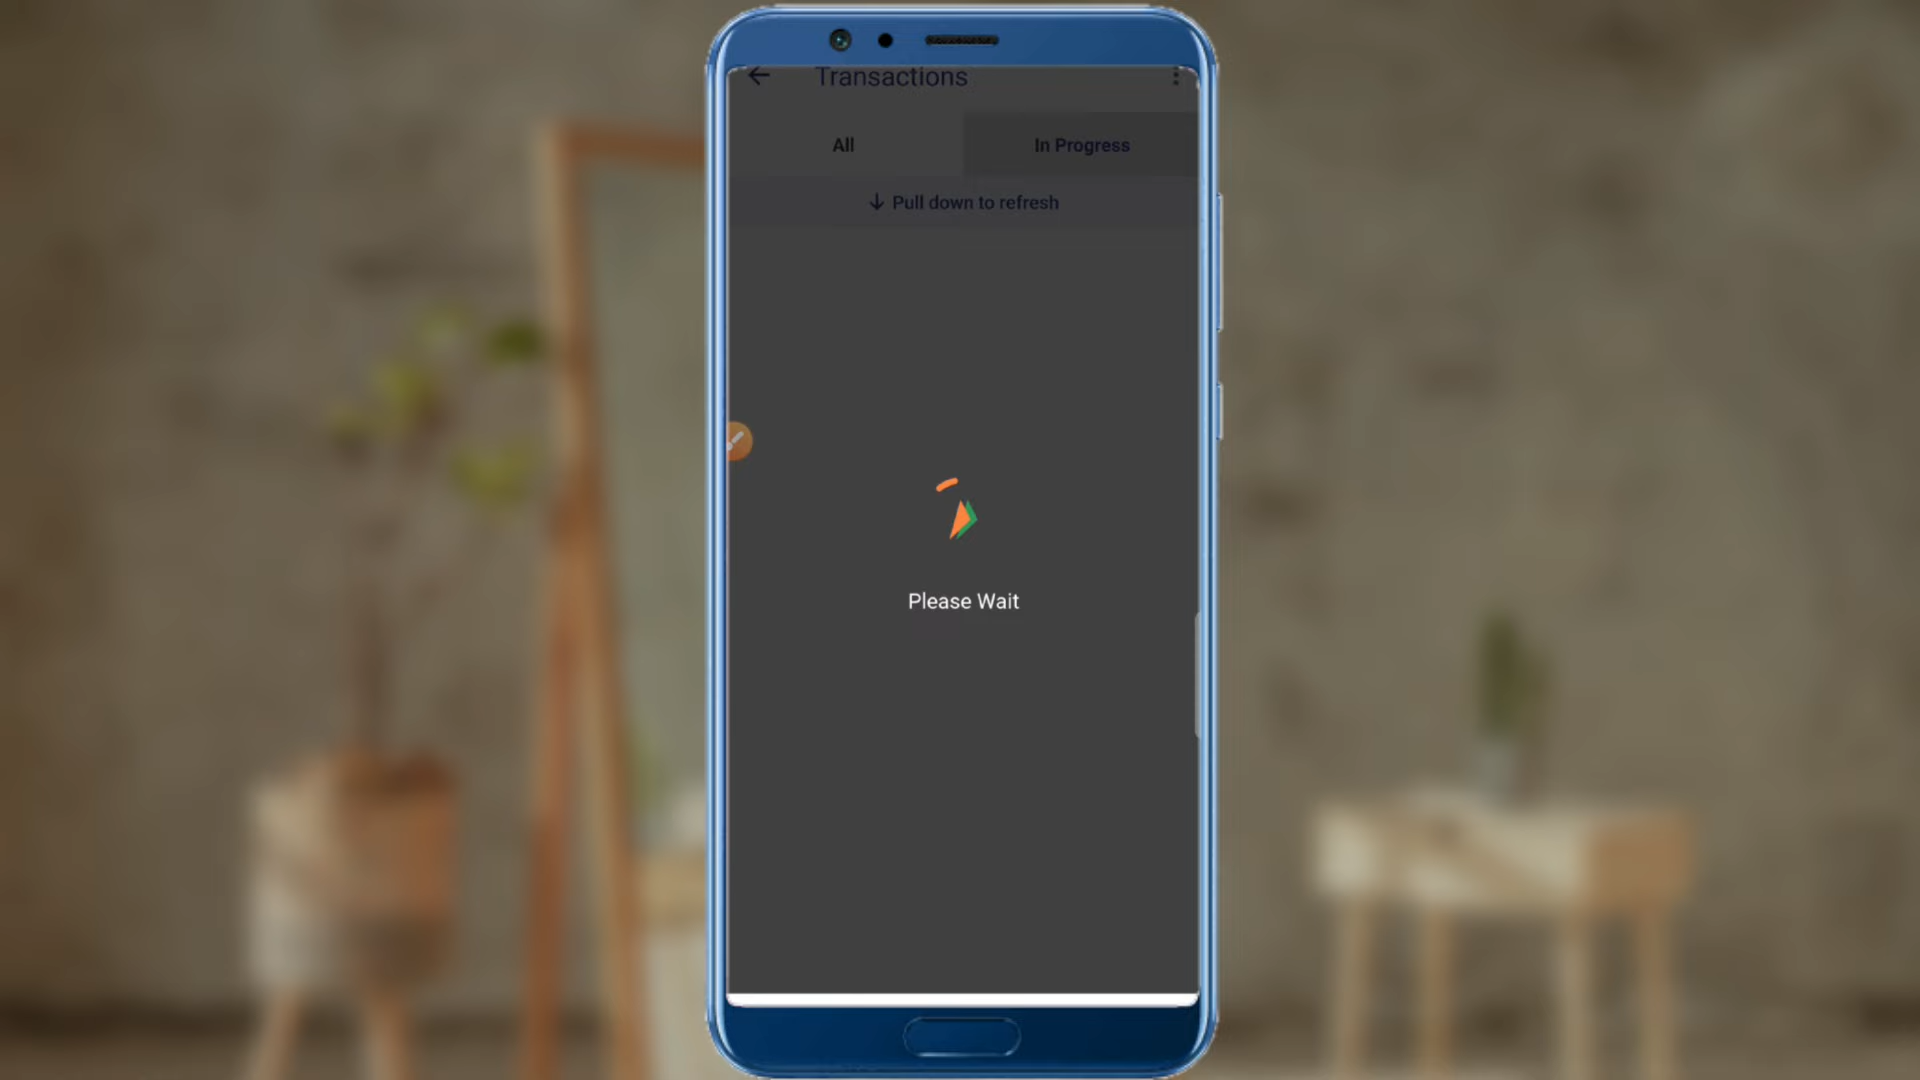 Transactions
All
In Progress
Pull down to refresh
Please Wait